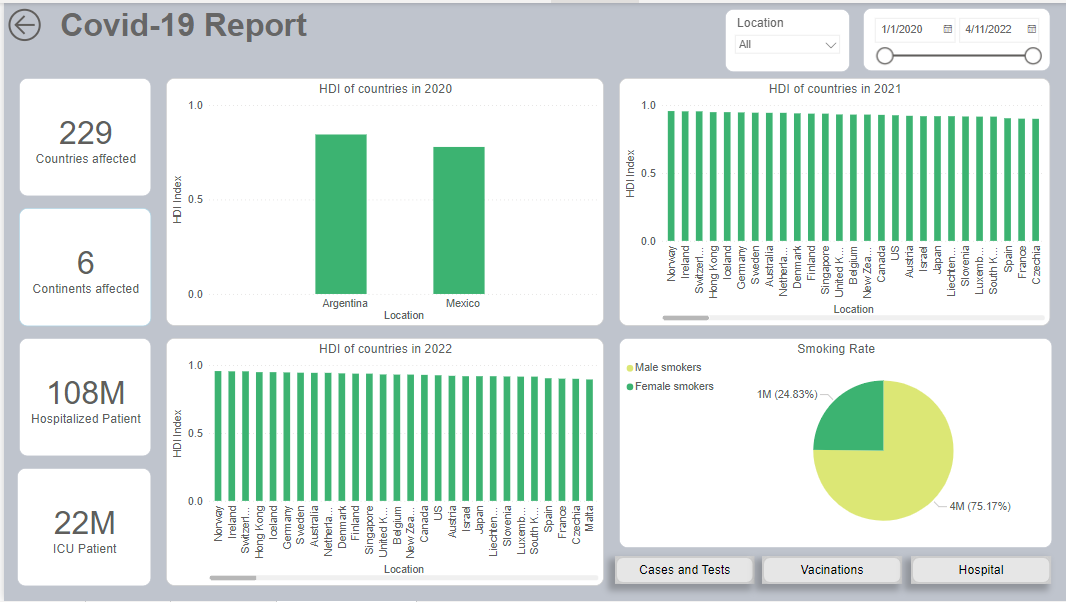 Covid-19 Report
Location
All
1/1/2020
4/11/2022
229
Countries affected
6
Continents affected
108M
Hospitalized Patient
22M
ICU Patient
HDI of countries in 2020
1.0
0.5
0.0
HDI Index
Argentina
Mexico
Location
HDI of countries in 2021
1.0
0.5
0.0
HDI Index
Norway
Ireland
Switzerl...
Hong Kong
Iceland
Germany
Sweden
Australia
Netherla...
Denmark
Finland
Singapore
United K...
Belgium
New Zea...
Canada
US
Austria
Israel
Japan
Liechten...
Slovenia
Luxemb...
South K...
Spain
France
Czechia
Location
HDI of countries in 2022
1.0
0.5
0.0
HDI Index
Norway
Ireland
Switzerl...
Hong Kong
Iceland
Germany
Sweden
Australia
Netherla...
Denmark
Finland
Singapore
United K...
Belgium
New Zea...
Canada
US
Austria
Israel
Japan
Liechten...
Slovenia
Luxemb...
South K...
Spain
France
Czechia
Malta
Location
Smoking Rate
Male smokers
Female smokers
1M (24.83%)
4M (75.17%)
Cases and Tests
Vacinations
Hospital